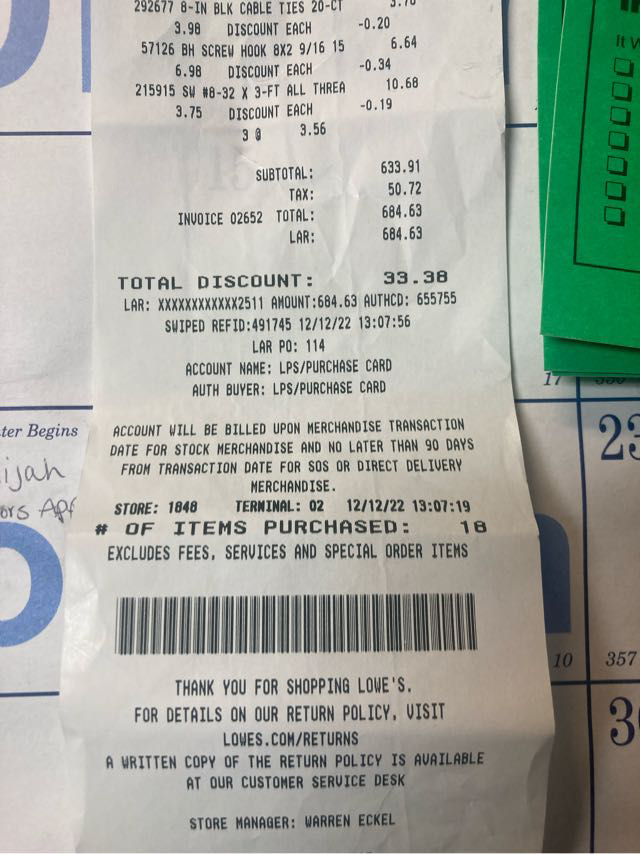 292677 8-IN BLK CABLE TIES 20-CT 3.78
3.98 DISCOUNT EACH -0.20
57126 BH SCREW HOOK 8X2 9/16 15 6.64
6.98 DISCOUNT EACH -0.34
215915 SW #8-32 X 3-FT ALL THREA 10.68
3.75 DISCOUNT EACH -0.19
3 @ 3.56
SUBTOTAL: 633.91
TAX: 50.72
INVOICE 02652 TOTAL: 684.63
LAR: 684.63
TOTAL DISCOUNT: 33.38
LAR: XXXXXXXXXXXX2511 AMOUNT:684.63 AUTHCD: 655755
SWIPED REFID:491745 12/12/22 13:07:56
LAR PO: 114
ACCOUNT NAME: LPS/PURCHASE CARD
AUTH BUYER: LPS/PURCHASE CARD
ACCOUNT WILL BE BILLED UPON MERCHANDISE TRANSACTION
DATE FOR STOCK MERCHANDISE AND NO LATER THAN 90 DAYS
FROM TRANSACTION DATE FOR SOS OR DIRECT DELIVERY
MERCHANDISE.
STORE: 1848 TERMINAL: 02 12/12/22 13:07:19
# OF ITEMS PURCHASED: 18
EXCLUDES FEES, SERVICES AND SPECIAL ORDER ITEMS
THANK YOU FOR SHOPPING LOWE'S.
FOR DETAILS ON OUR RETURN POLICY, VISIT
LOWES.COM/RETURNS
A WRITTEN COPY OF THE RETURN POLICY IS AVAILABLE
AT OUR CUSTOMER SERVICE DESK
STORE MANAGER: WARREN ECKEL
ter Begins
ijah
It W
17
23
10
357